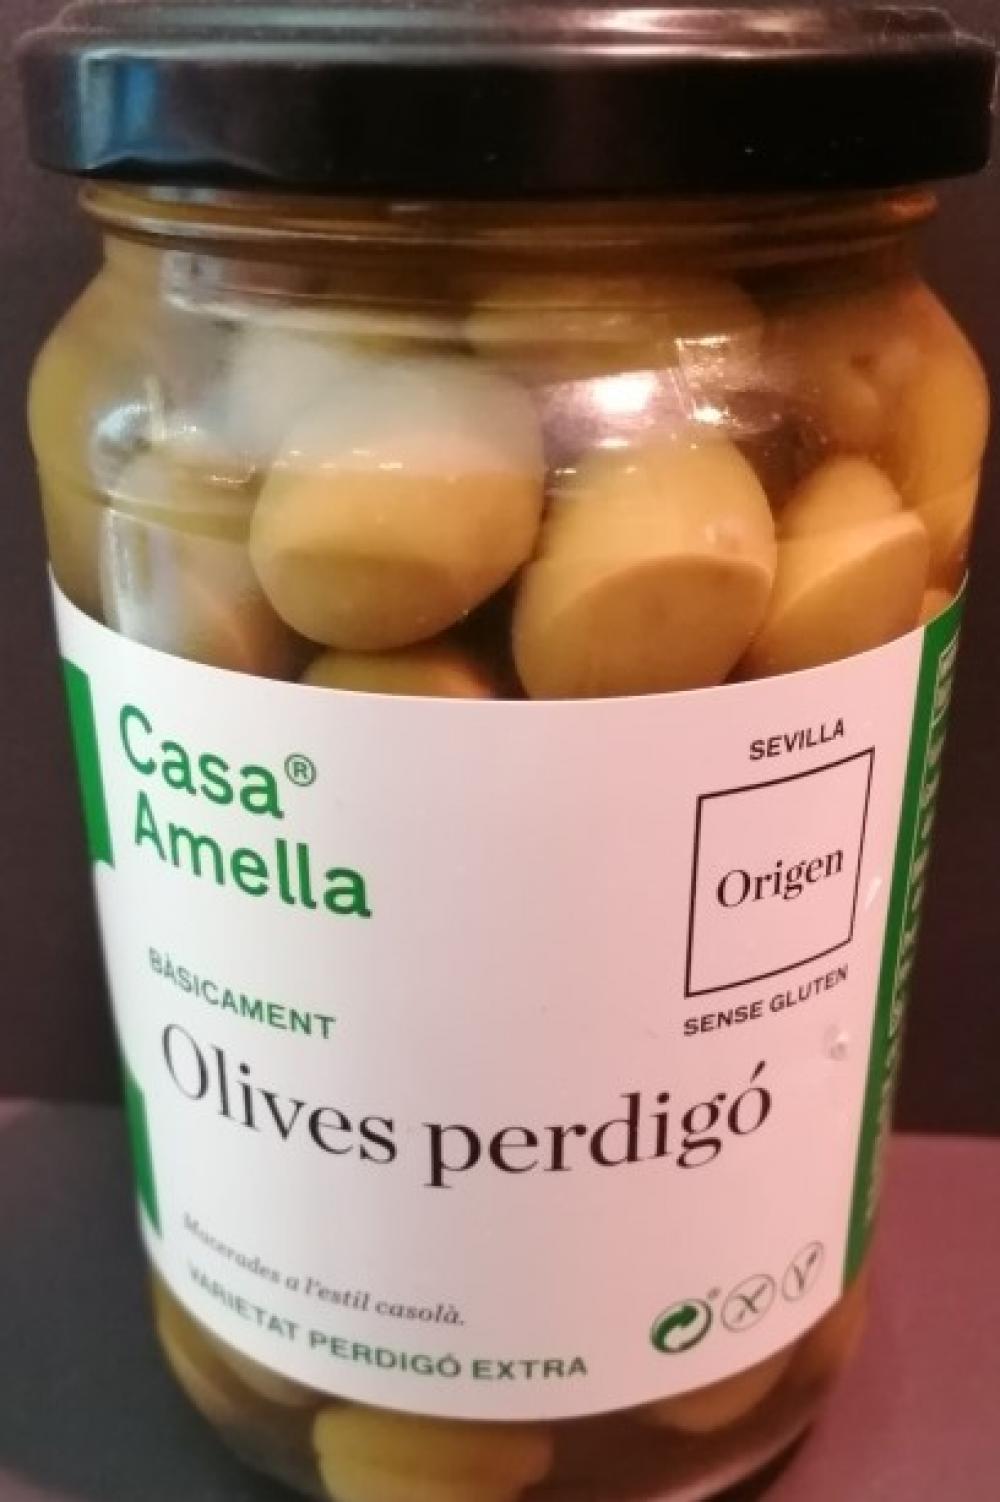 Casa®
Amella
SEVILLA
Origen
SENSE GLUTEN
BÀSICAMENT
Olives perdigó
Macerades a l'estil casolà.
VARIETAT PERDIGÓ EXTRA